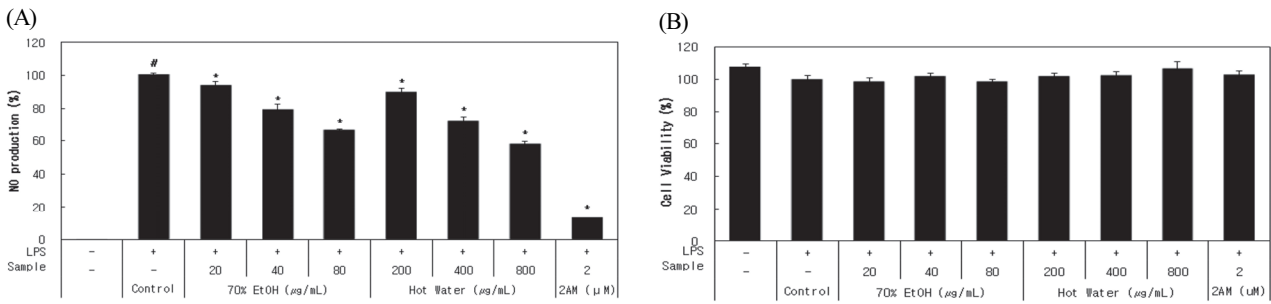 (A)
NO production (%)
120
100
80
60
40
20
0
#
*
*
*
*
*
*
*
LPS - + + + + + + + +
Sample - - 20 40 80 200 400 800 2
Control 70% EtOH (㎍/mL) Hot Water (㎍/mL) 2AM (μM)
(B)
Cell Viability (%)
120
100
80
100
40
20
0
LPS - + + + + + + + +
Sample - - 20 40 80 200 400 800 2
Control 70% EtOH (㎍/mL) Hot Water (㎍/mL) 2AM (uM)